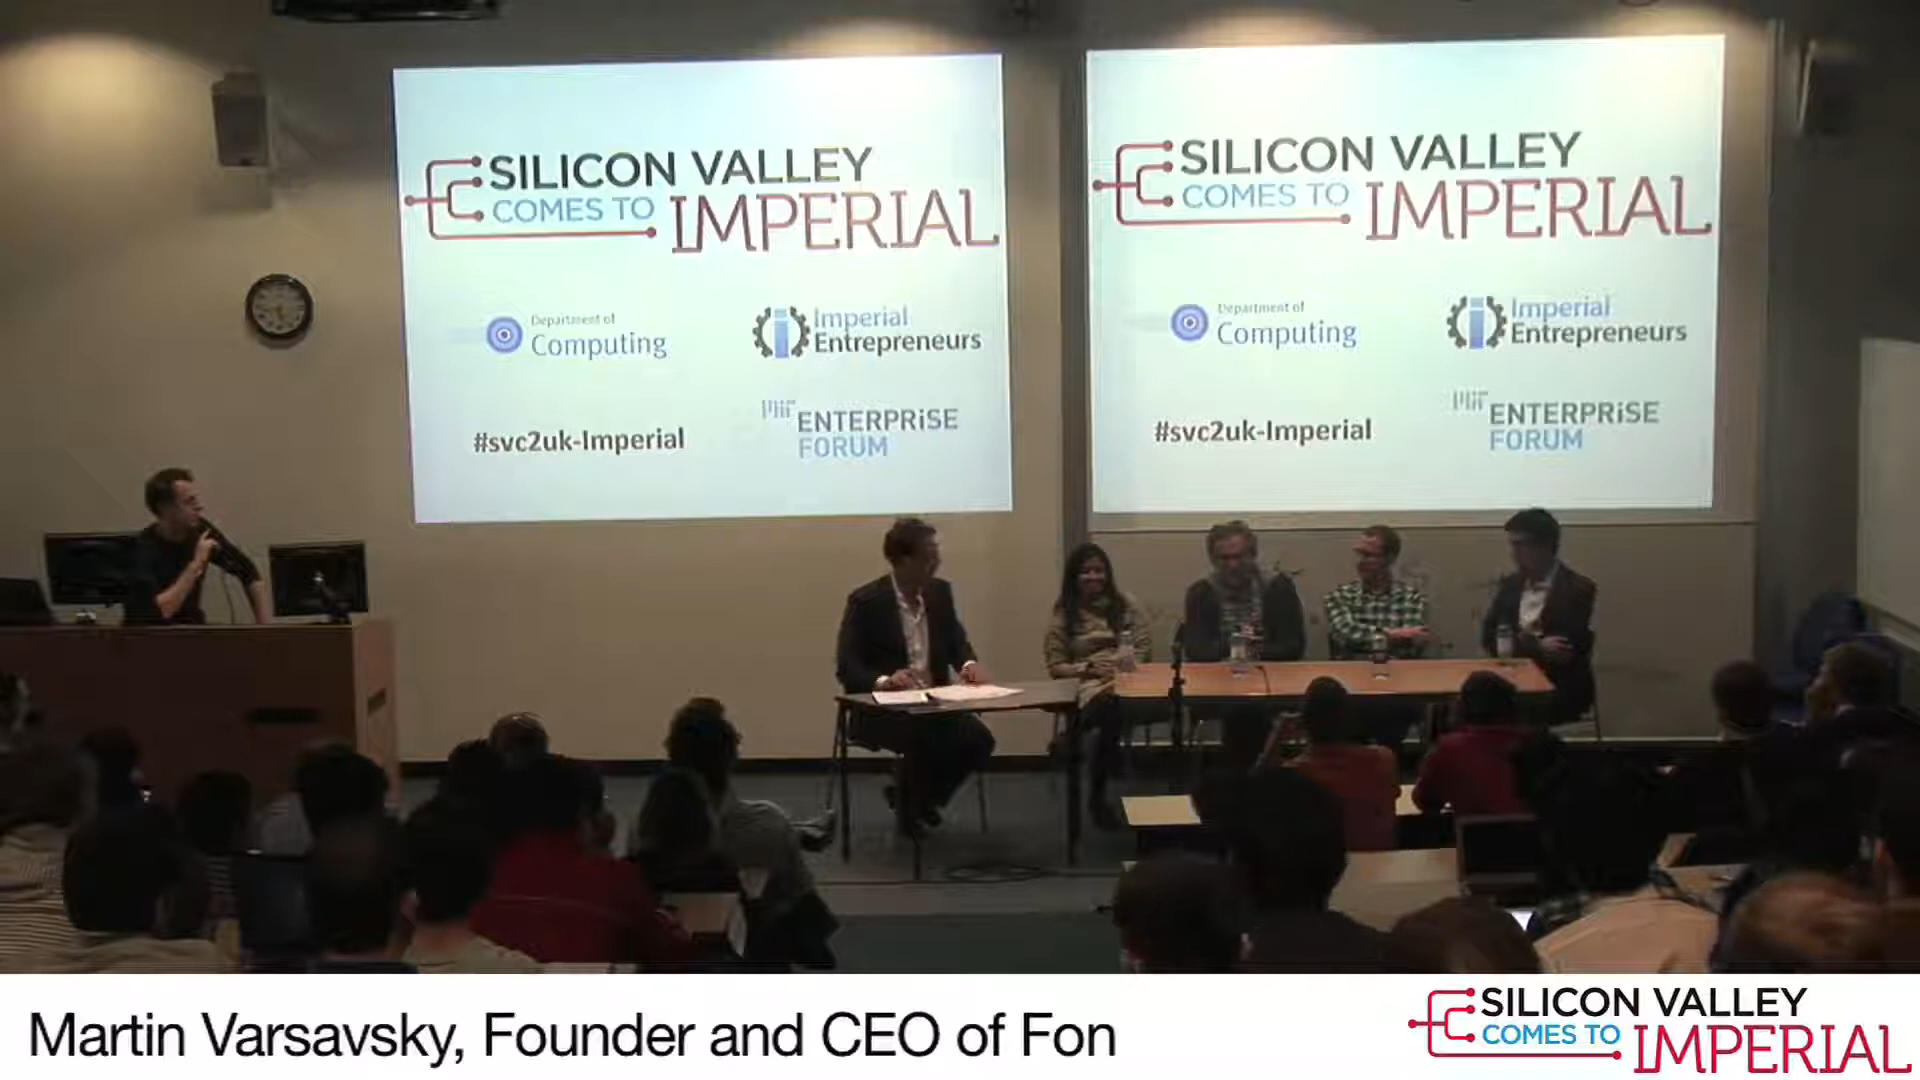 SILICON VALLEY
COMES TO IMPERIAL
Department of
Computing
Imperial
Entrepreneurs
#svc2uk-Imperial
MIT
ENTERPRiSE
FORUM
SILICON VALLEY
COMES TO IMPERIAL
Department of
Computing
Imperial
Entrepreneurs
#svc2uk-Imperial
MIT
ENTERPRiSE
FORUM
Martin Varsavsky, Founder and CEO of Fon
SILICON VALLEY
COMES TO IMPERIAL